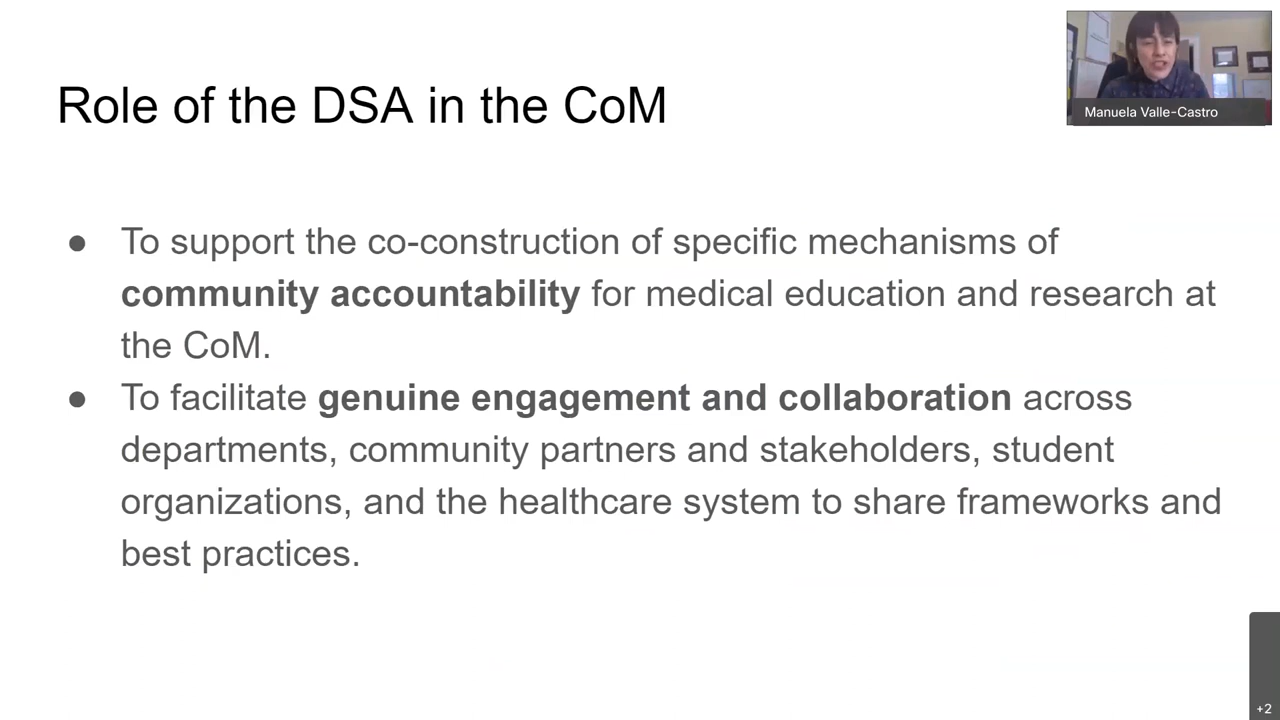 Role of the DSA in the CoM
Manuela Valle-Castro
● To support the co-construction of specific mechanisms of
community accountability for medical education and research at
the CoM.
● To facilitate genuine engagement and collaboration across
departments, community partners and stakeholders, student
organizations, and the healthcare system to share frameworks and
best practices.
+2